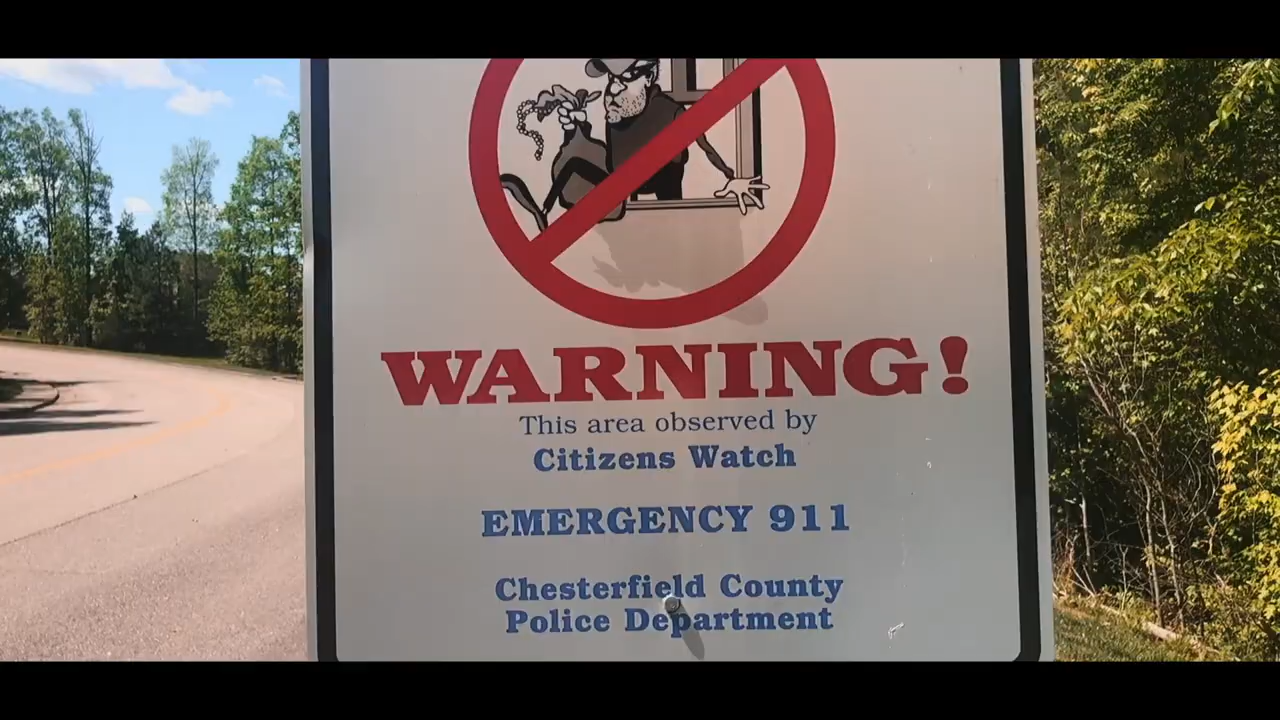 WARNING!
This area observed by
Citizens Watch
EMERGENCY 911
Chesterfield County
Police Department